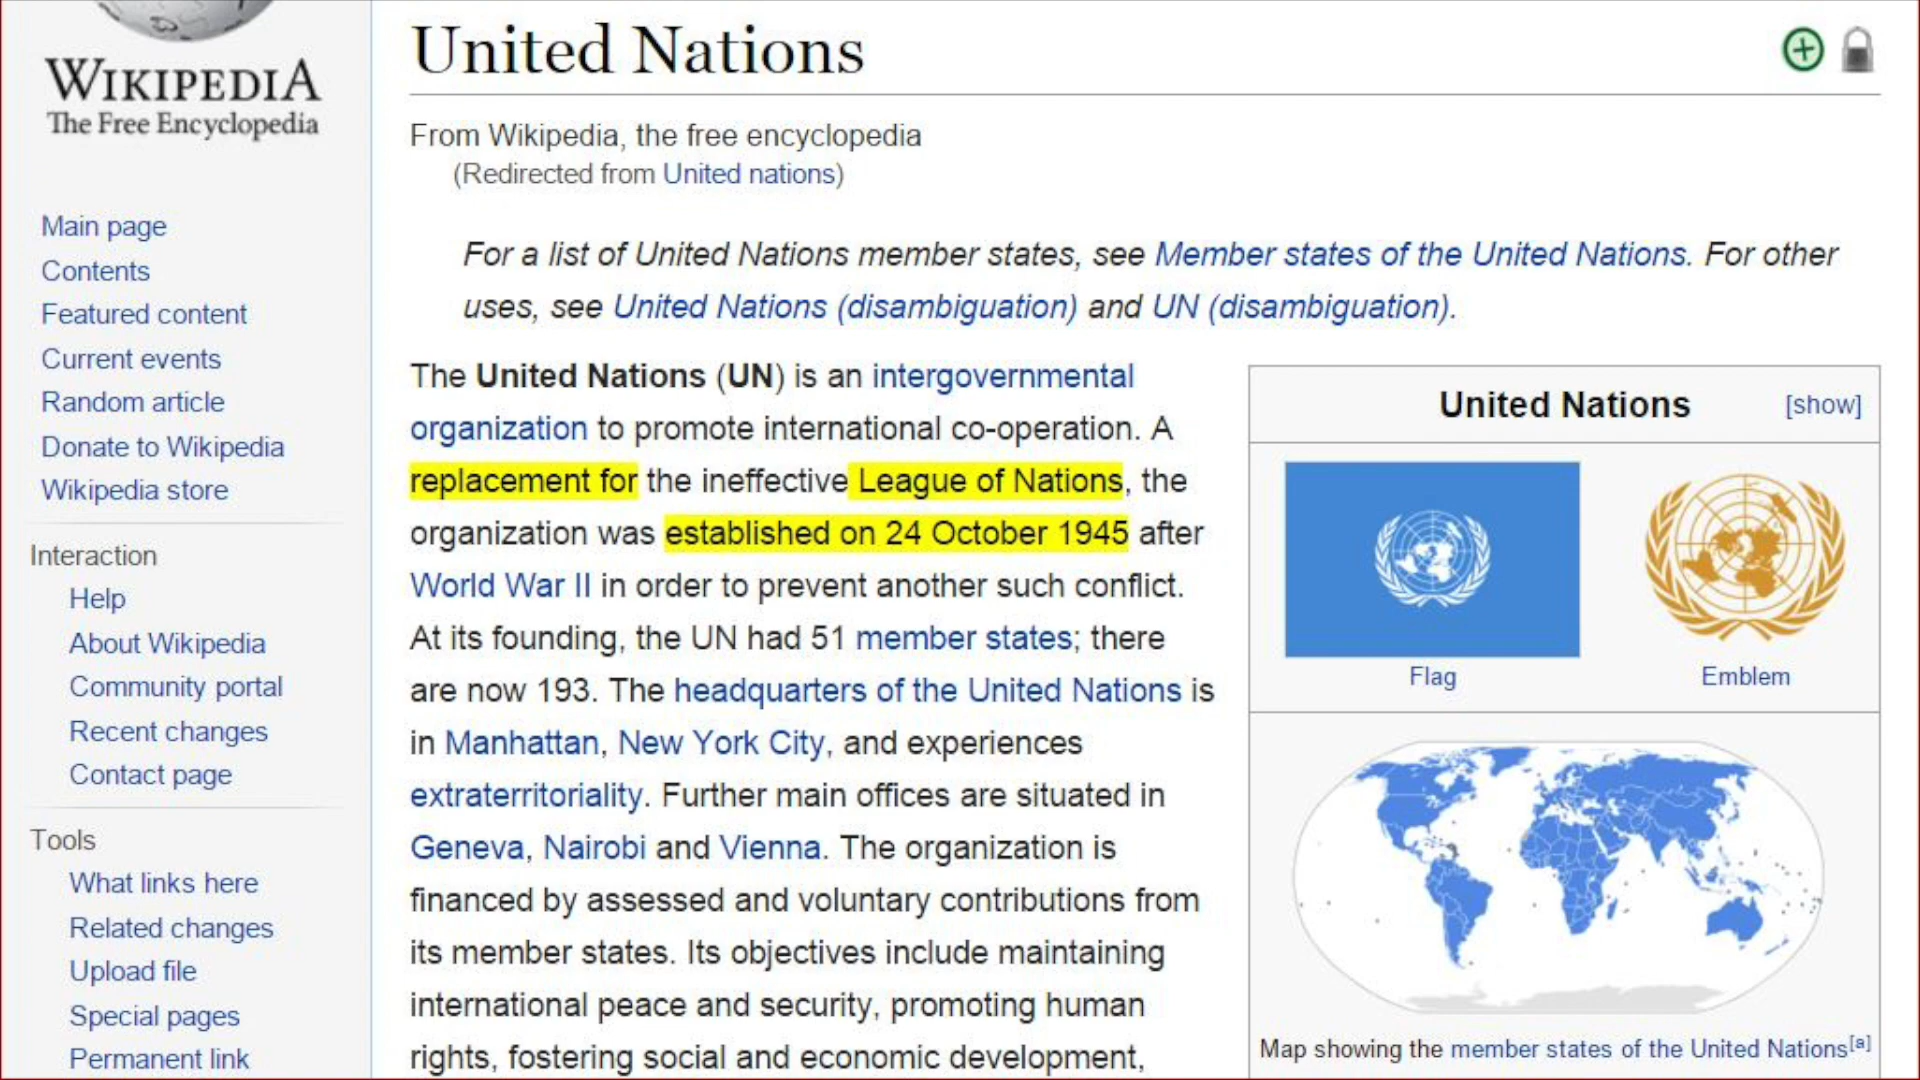 WIKIPEDIA
The Free Encyclopedia
Main page
Contents
Featured content
Current events
Random article
Donate to Wikipedia
Wikipedia store
Interaction
Help
About Wikipedia
Community portal
Recent changes
Contact page
Tools
What links here
Related changes
Upload file
Special pages
Permanent link
United Nations
From Wikipedia, the free encyclopedia
(Redirected from United nations)
For a list of United Nations member states, see Member states of the United Nations. For other
uses, see United Nations (disambiguation) and UN (disambiguation).
The United Nations (UN) is an intergovernmental
organization to promote international co-operation. A
replacement for the ineffective League of Nations, the
organization was established on 24 October 1945 after
World War II in order to prevent another such conflict.
At its founding, the UN had 51 member states; there
are now 193. The headquarters of the United Nations is
in Manhattan, New York City, and experiences
extraterritoriality. Further main offices are situated in
Geneva, Nairobi and Vienna. The organization is
financed by assessed and voluntary contributions from
its member states. Its objectives include maintaining
international peace and security, promoting human
rights, fostering social and economic development,
United Nations [show]
Flag
Emblem
Map showing the member states of the United Nations[a]